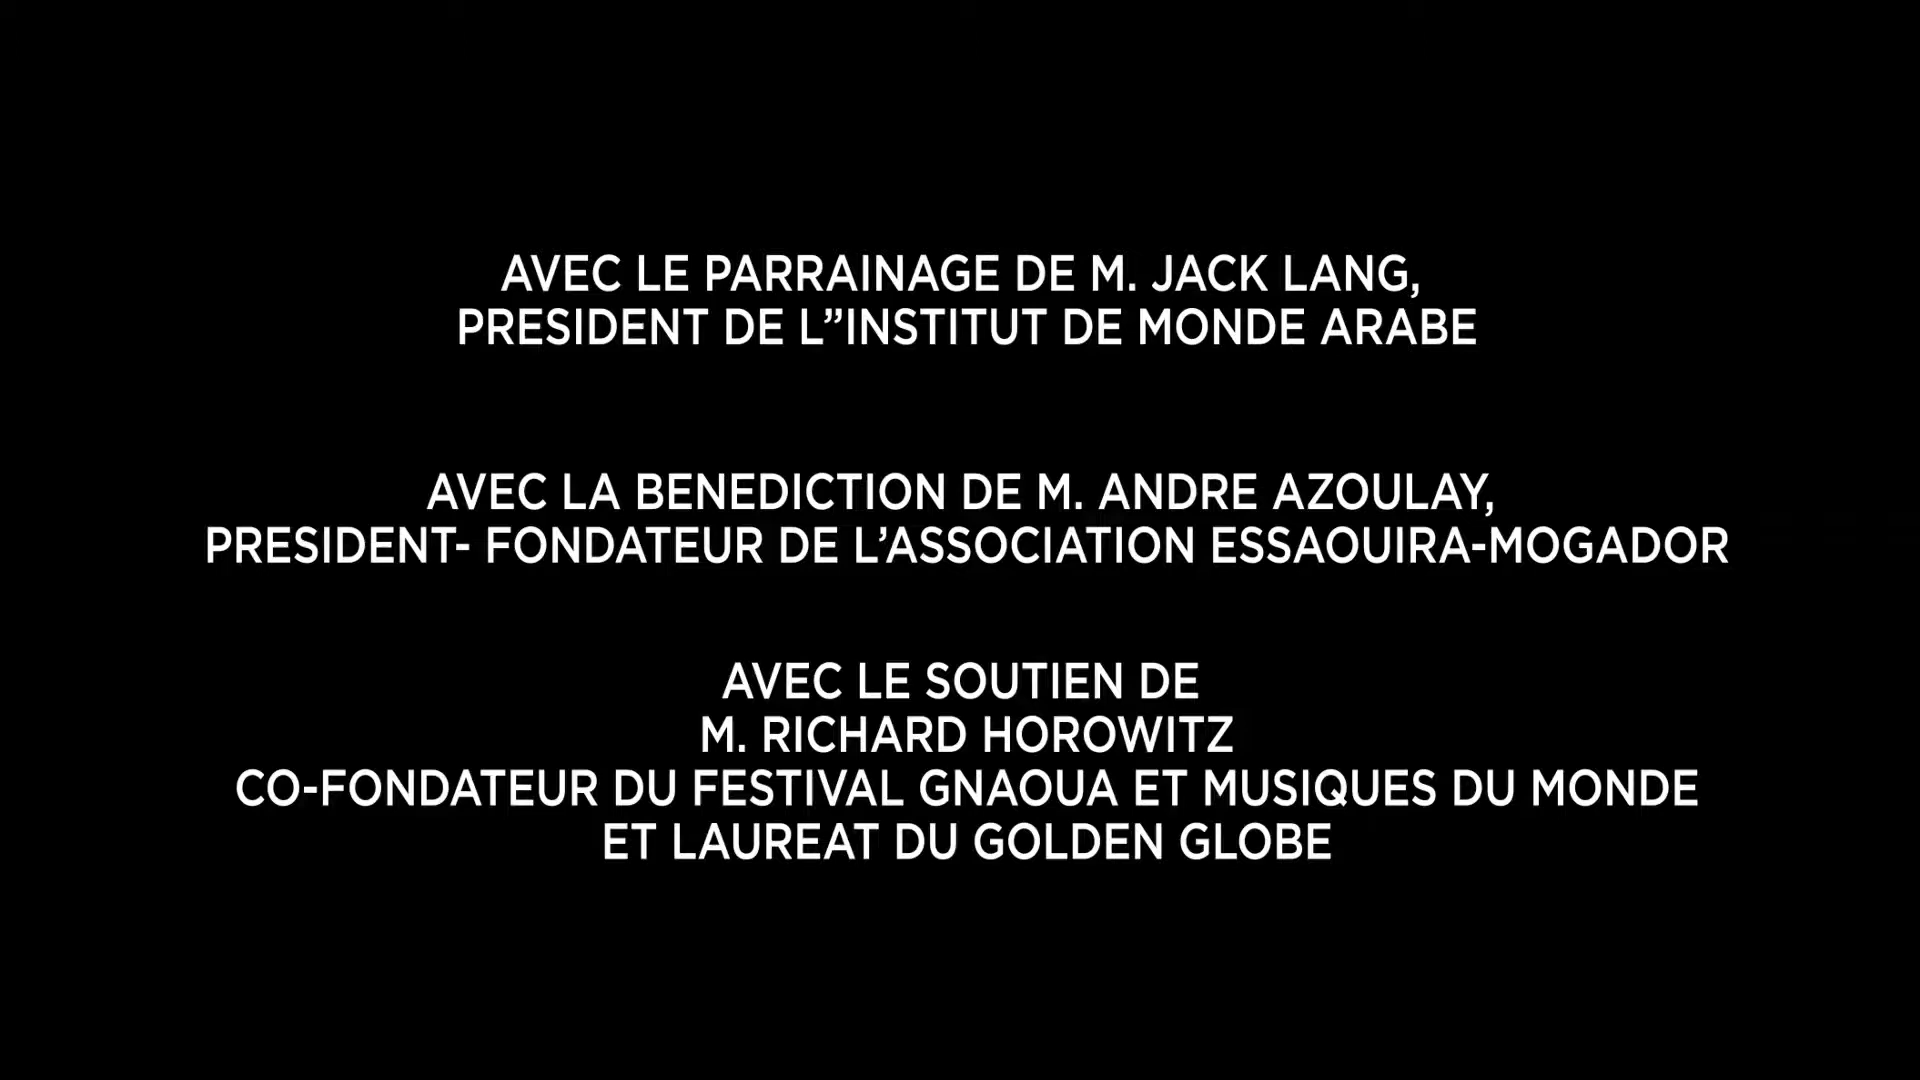 AVEC LE PARRAINAGE DE M. JACK LANG,
PRESIDENT DE L’’INSTITUT DE MONDE ARABE
AVEC LA BENEDICTION DE M. ANDRE AZOULAY,
PRESIDENT- FONDATEUR DE L’ASSOCIATION ESSAOUIRA-MOGADOR
AVEC LE SOUTIEN DE
M. RICHARD HOROWITZ
CO-FONDATEUR DU FESTIVAL GNAOUA ET MUSIQUES DU MONDE
ET LAUREAT DU GOLDEN GLOBE